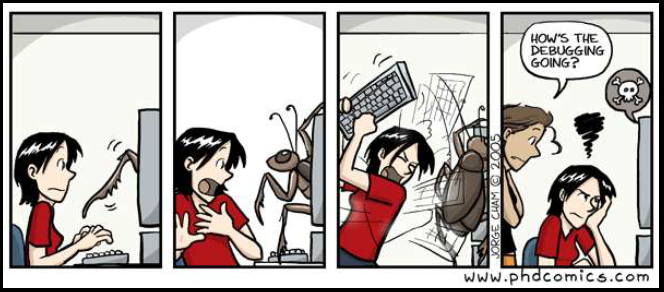 HOW'S THE
DEBUGGING
GOING?
JORGE CHAM © 2005
www.phdcomics.com